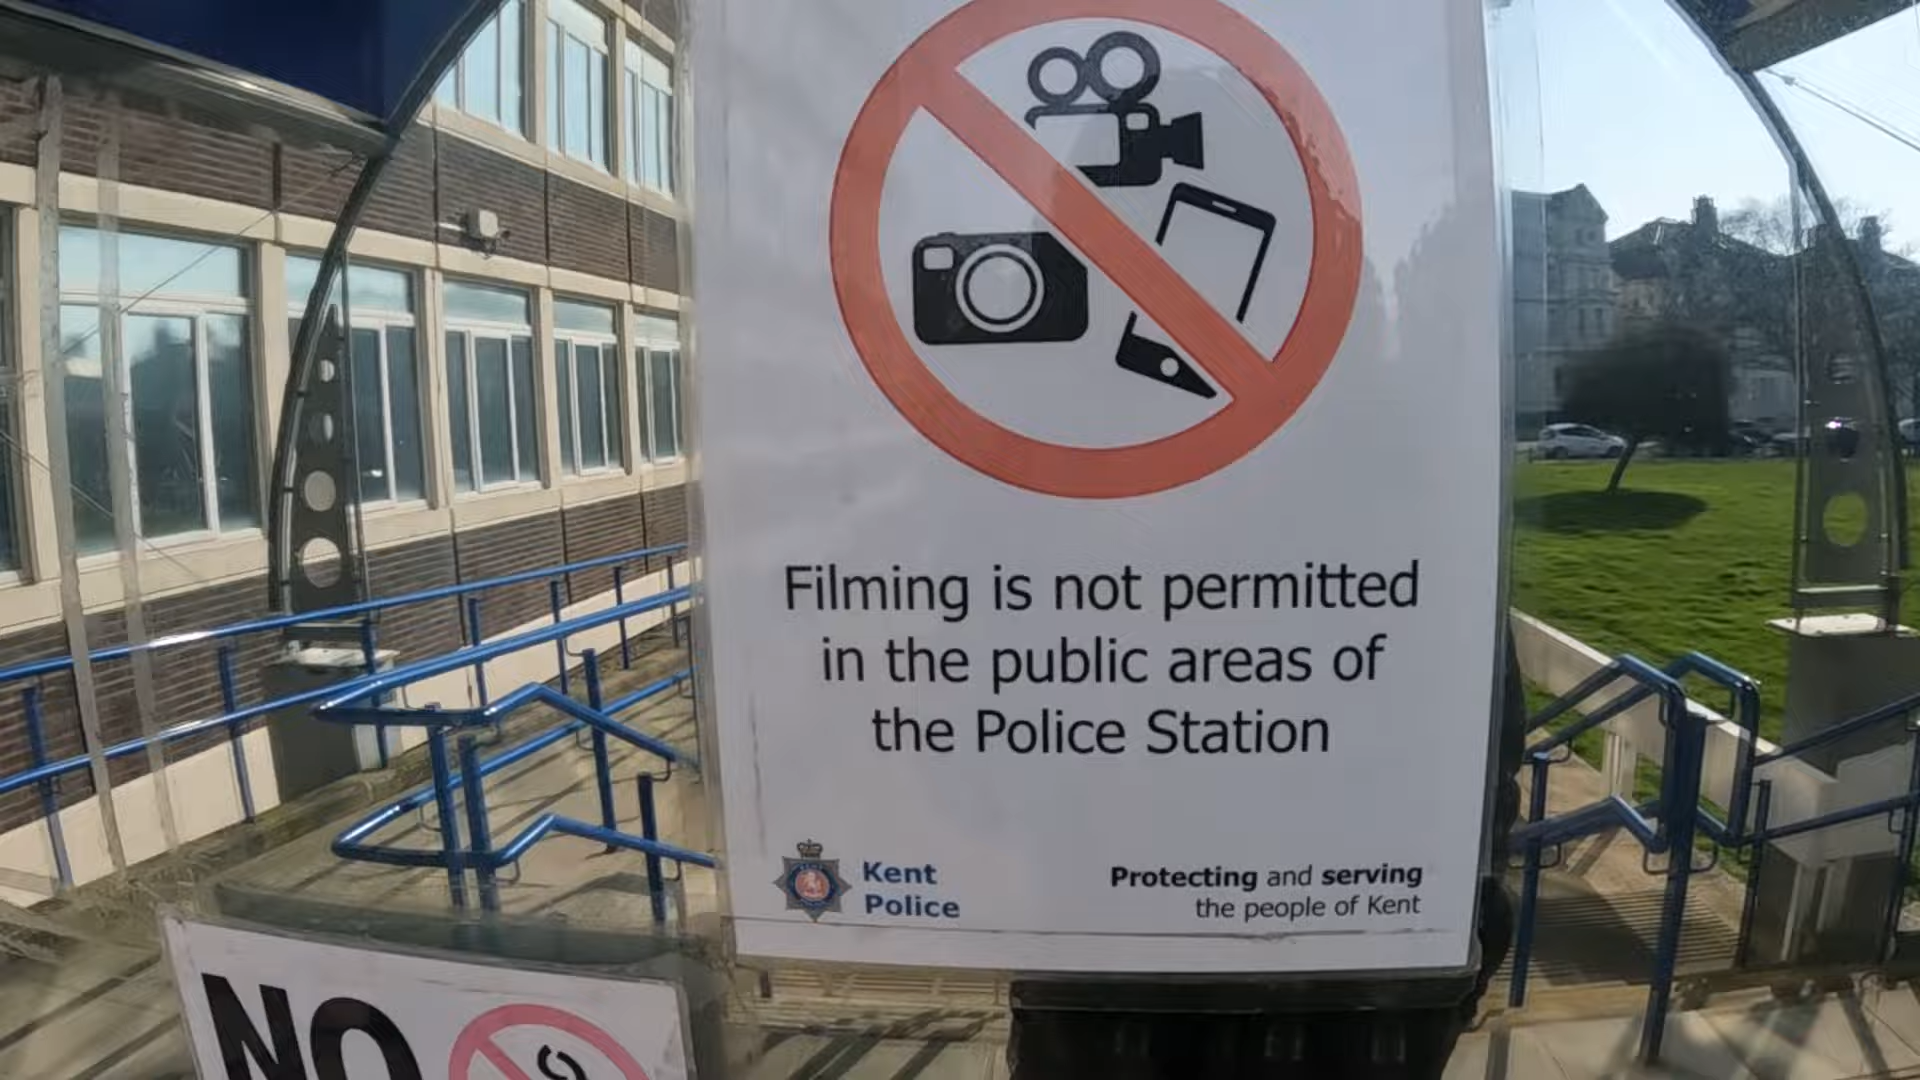 Filming is not permitted
in the public areas of
the Police Station
Kent
Police
Protecting and serving
the people of Kent
NO